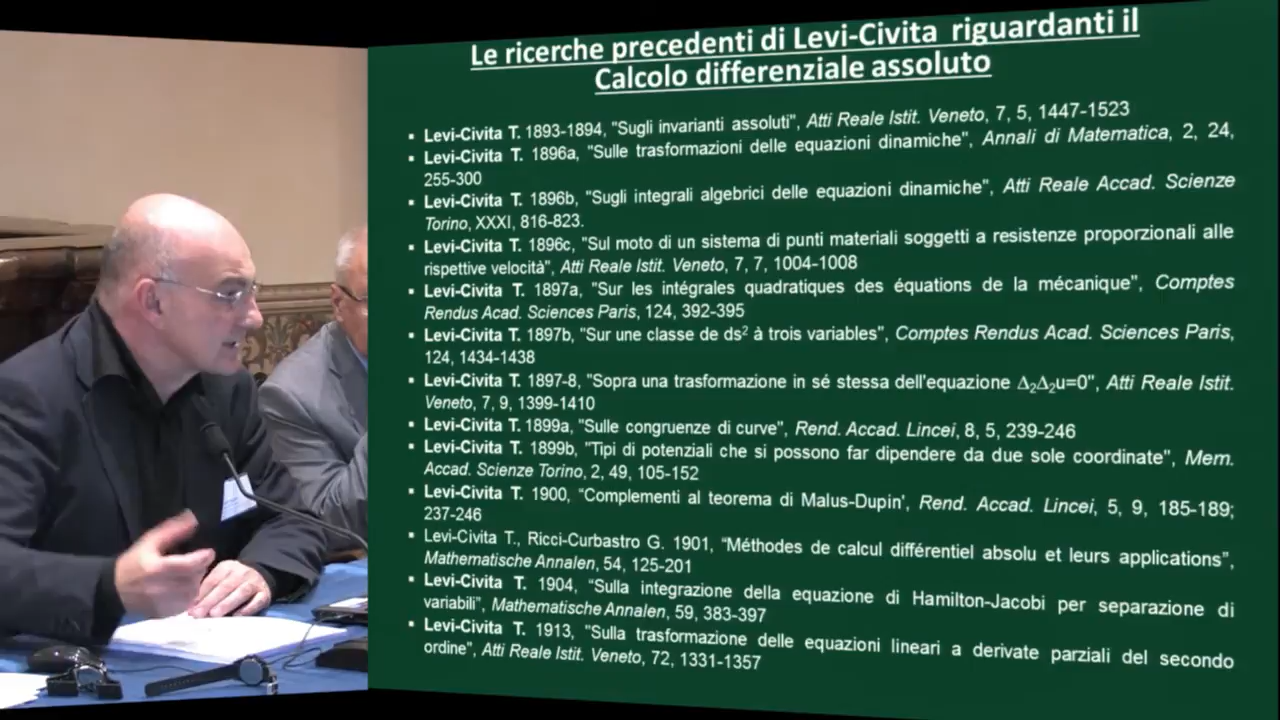 Le ricerche precedenti di Levi-Civita riguardanti il
Calcolo differenziale assoluto
▪ Levi-Civita T. 1893-1894, "Sugli invarianti assoluti", Atti Reale Istit. Veneto, 7, 5, 1447-1523
▪ Levi-Civita T. 1896a, "Sulle trasformazioni delle equazioni dinamiche", Annali di Matematica, 2, 24,
255-300
▪ Levi-Civita T. 1896b, "Sugli integrali algebrici delle equazioni dinamiche", Atti Reale Accad. Scienze
Torino, XXXI, 816-823.
▪ Levi-Civita T. 1896c, "Sul moto di un sistema di punti materiali soggetti a resistenze proporzionali alle
rispettive velocità", Atti Reale Istit. Veneto, 7, 7, 1004-1008
▪ Levi-Civita T. 1897a, "Sur les intégrales quadratiques des équations de la mécanique", Comptes
Rendus Acad. Sciences Paris, 124, 392-395
▪ Levi-Civita T. 1897b, "Sur une classe de ds² à trois variables", Comptes Rendus Acad. Sciences Paris,
124, 1434-1438
▪ Levi-Civita T. 1897-8, "Sopra una trasformazione in sé stessa dell'equazione Δ₂Δ₂u=0", Atti Reale Istit.
Veneto, 7, 9, 1399-1410
▪ Levi-Civita T. 1899a, "Sulle congruenze di curve", Rend. Accad. Lincei, 8, 5, 239-246
▪ Levi-Civita T. 1899b, "Tipi di potenziali che si possono far dipendere da due sole coordinate", Mem.
Accad. Scienze Torino, 2, 49, 105-152
▪ Levi-Civita T. 1900, "Complementi al teorema di Malus-Dupin', Rend. Accad. Lincei, 5, 9, 185-189;
237-246
▪ Levi-Civita T., Ricci-Curbastro G. 1901, "Méthodes de calcul différentiel absolu et leurs applications",
Mathematische Annalen, 54, 125-201
▪ Levi-Civita T. 1904, "Sulla integrazione della equazione di Hamilton-Jacobi per separazione di
variabili", Mathematische Annalen, 59, 383-397
▪ Levi-Civita T. 1913, "Sulla trasformazione delle equazioni lineari a derivate parziali del secondo
ordine", Atti Reale Istit. Veneto, 72, 1331-1357